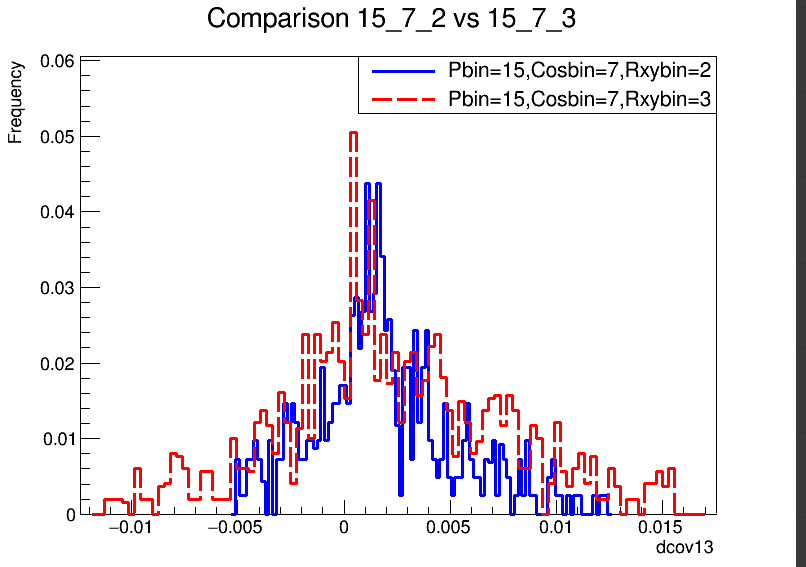 Comparison 15_7_2 vs 15_7_3
Frequency
Pbin=15,Cosbin=7,Rxybin=2
Pbin=15,Cosbin=7,Rxybin=3
0.06
0.05
0.04
0.03
0.02
0.01
0
−0.01 −0.005 0 0.005 0.01 0.015
dcov13